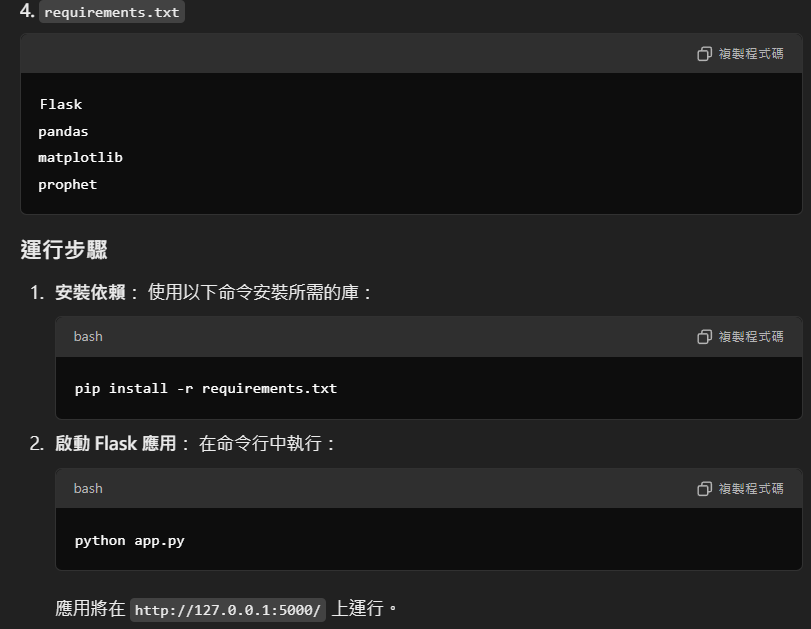 4. requirements.txt
複製程式碼
Flask
pandas
matplotlib
prophet
運行步驟
1. 安裝依賴：使用以下命令安裝所需的庫：
bash 複製程式碼
pip install -r requirements.txt
2. 啟動 Flask 應用：在命令行中執行：
bash 複製程式碼
python app.py
應用將在 http://127.0.0.1:5000/ 上運行。